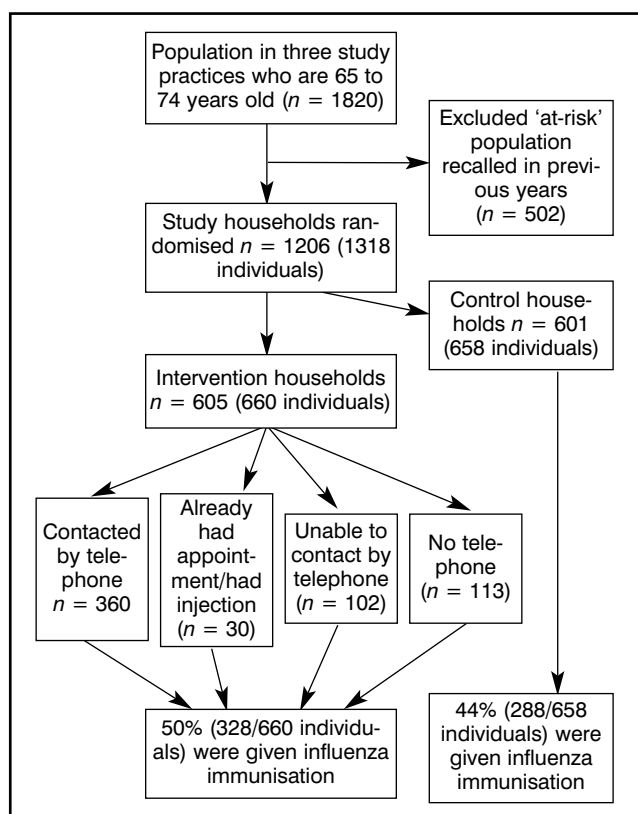 Population in three study
practices who are 65 to
74 years old (n = 1820)
Excluded ‘at-risk’
population
recalled in previ-
ous years
(n = 502)
Study households ran-
domised n = 1206 (1318
individuals)
Control house-
holds n = 601
(658 individuals)
Intervention households
n = 605 (660 individuals)
Contacted
by tele-
phone
n = 360
Already
had
appoint-
ment/had
injection
(n = 30)
Unable to
contact by
telephone
(n = 102)
No tele-
phone
(n = 113)
50% (328/660 individu-
als) were given influenza
immunisation
44% (288/658
individuals) were
given influenza
immunisation